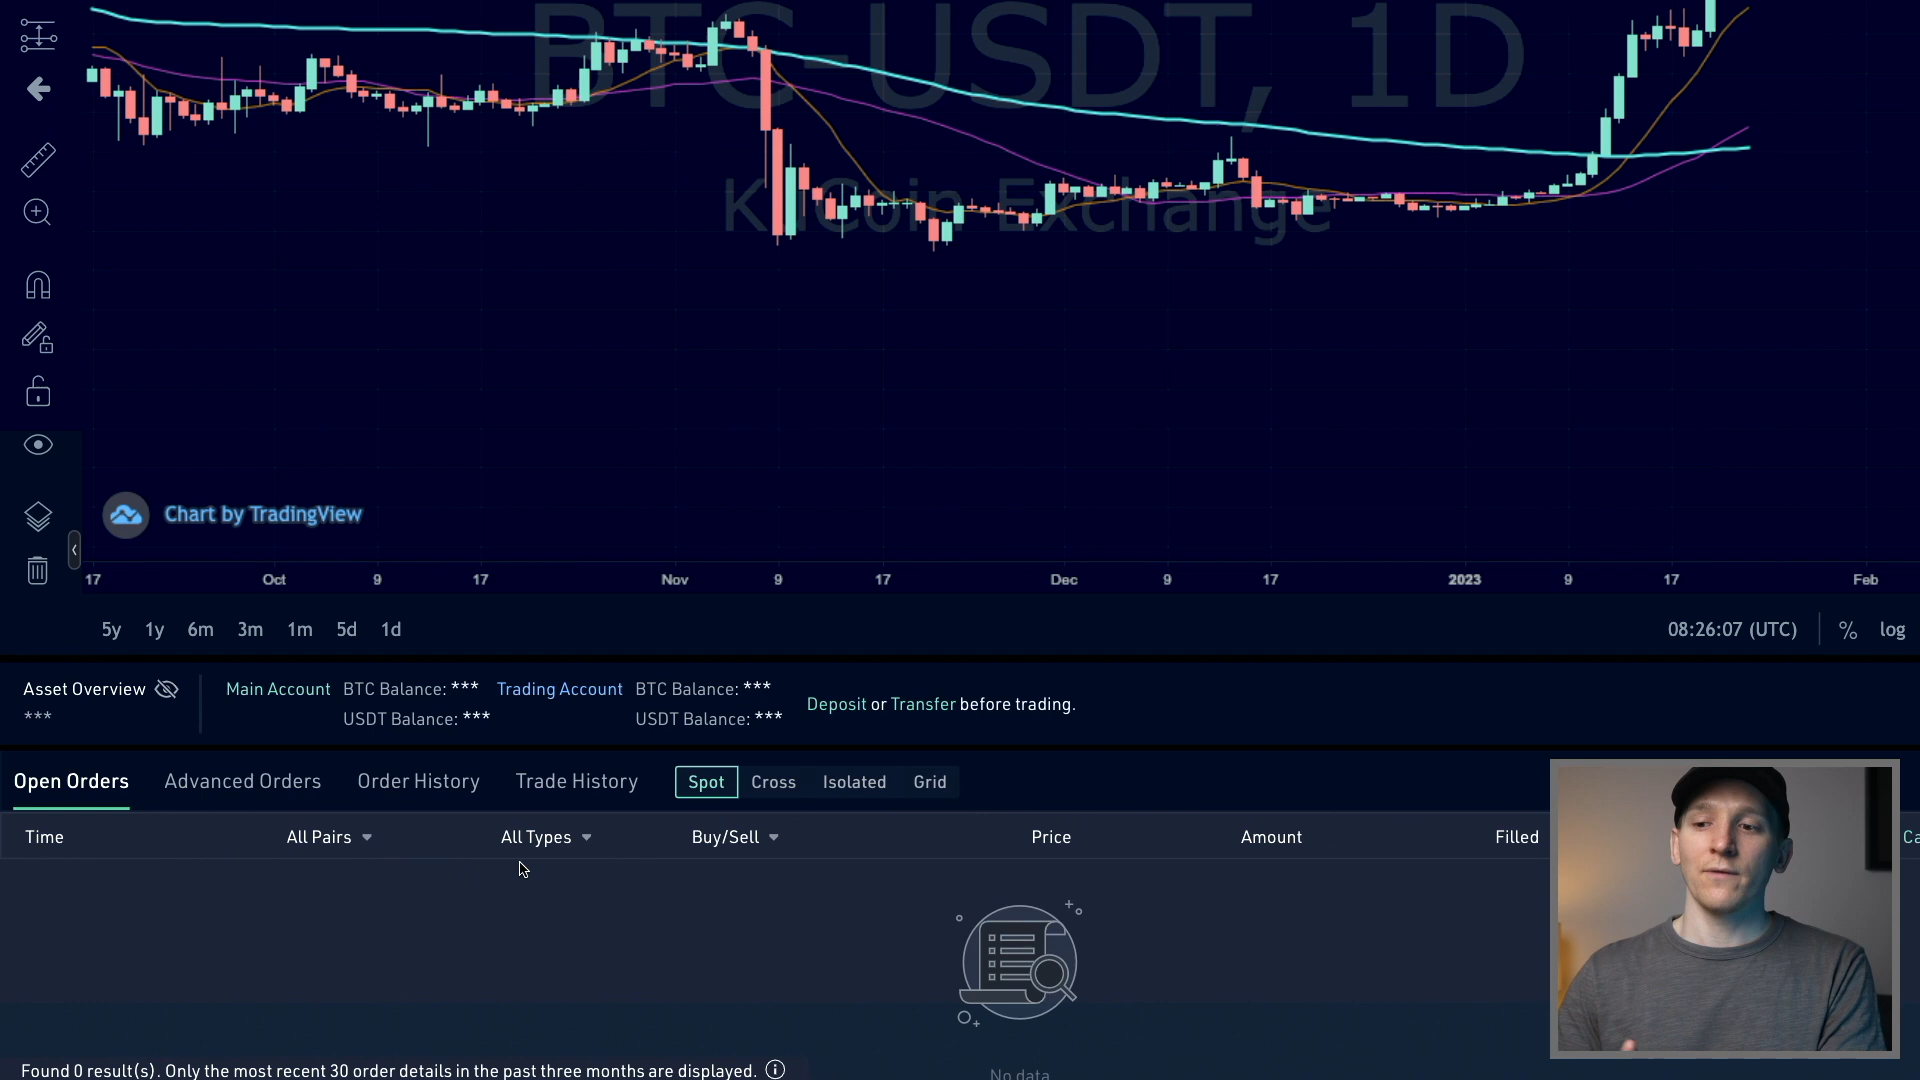 BTC-USDT, 1D
KuCoin Exchange
Chart by TradingView
17 Oct 9 17 Nov 9 17 Dec 9 17 2023 9 17 Feb
5y 1y 6m 3m 1m 5d 1d 08:26:07 (UTC) % log
Asset Overview Main Account BTC Balance: *** Trading Account BTC Balance: ***
*** USDT Balance: *** USDT Balance: ***
Deposit or Transfer before trading.
Open Orders Advanced Orders Order History Trade History Spot Cross Isolated Grid
Time All Pairs All Types Buy/Sell Price Amount Filled Ca
Found 0 result(s). Only the most recent 30 order details in the past three months are displayed.
No data